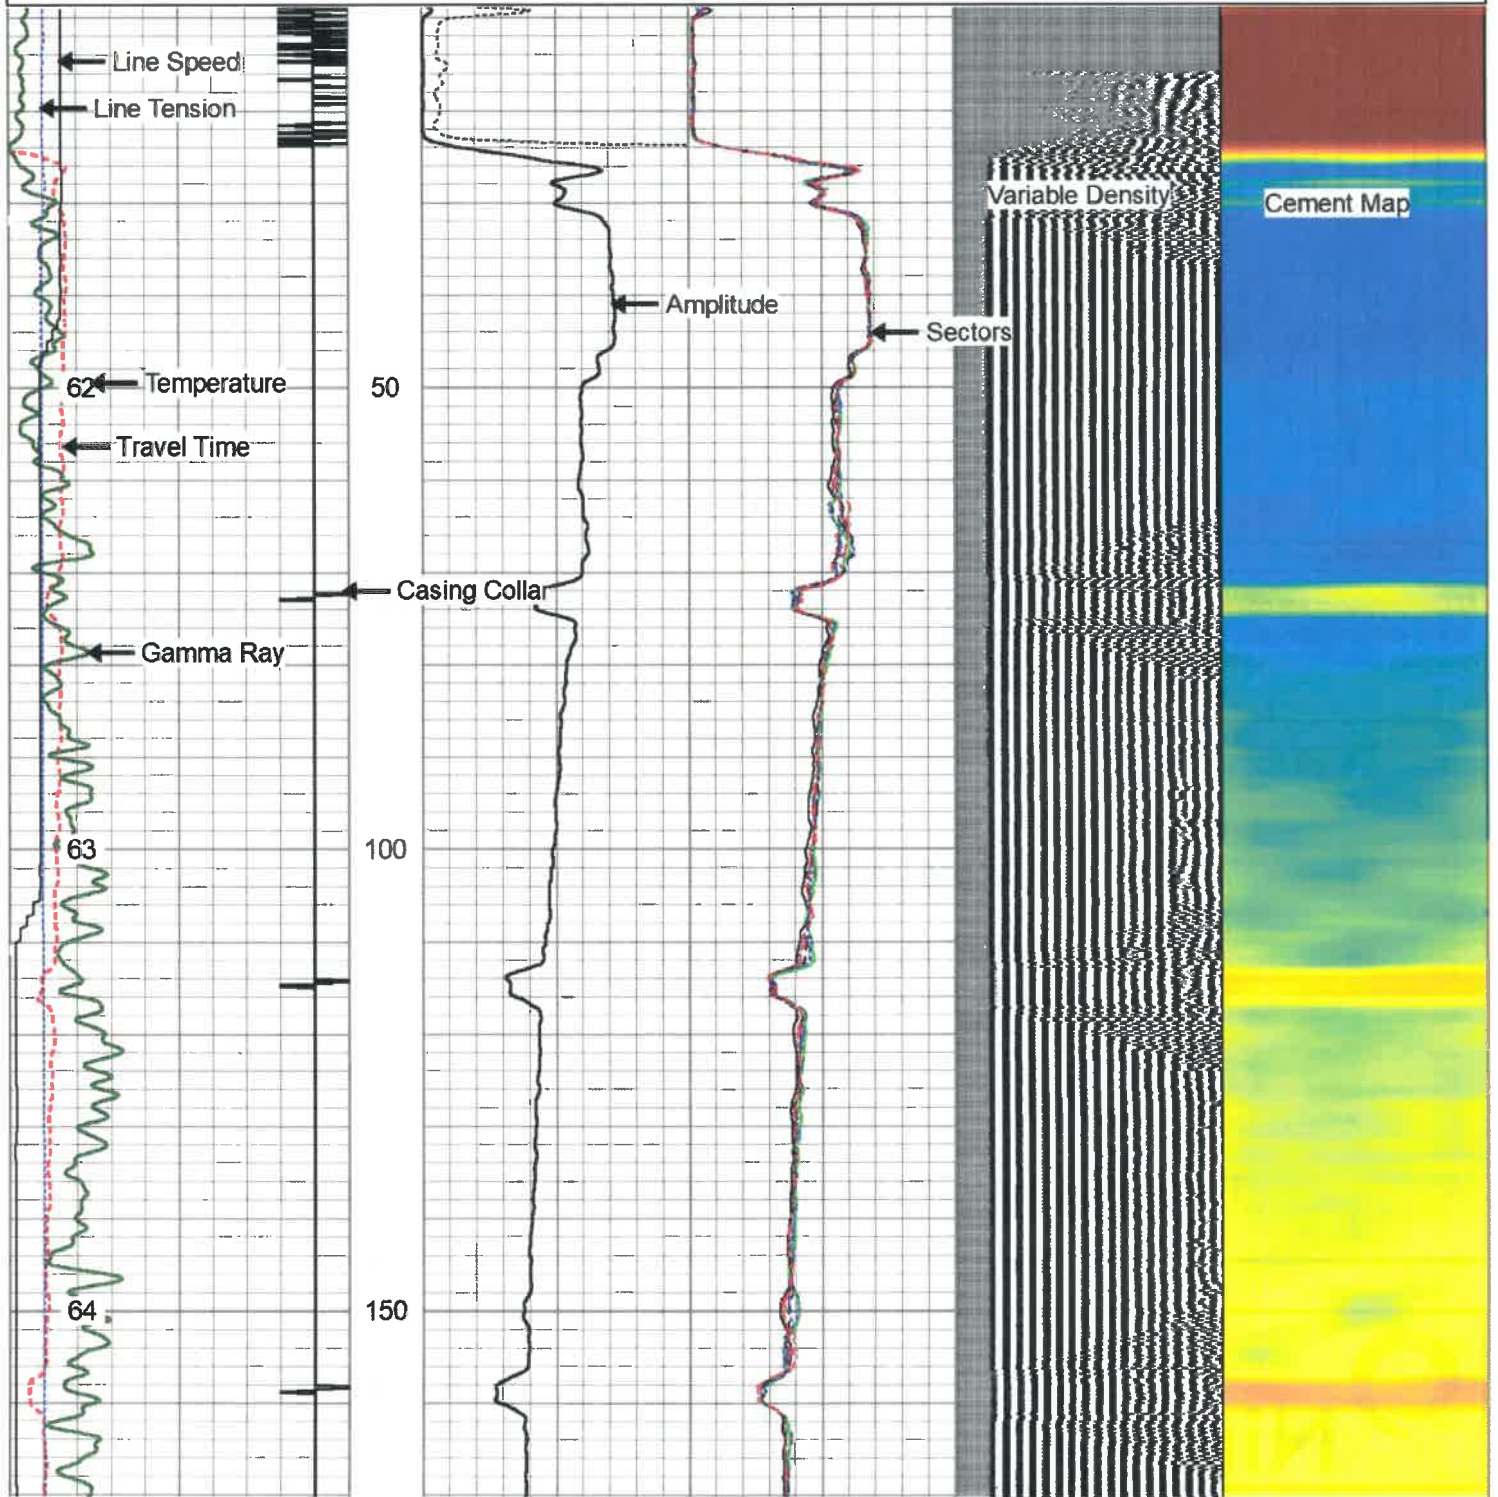 Line Speed
Line Tension
Variable Density
Cement Map
Amplitude
Sectors
62
Temperature
50
Travel Time
Casing Collar
Gamma Ray
63
100
64
150